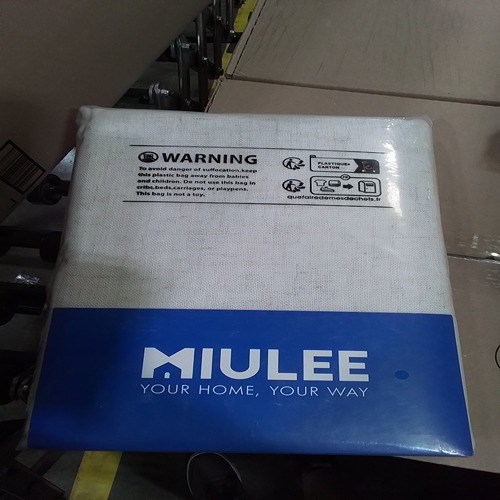 WARNING
To avoid danger of suffocation,keep
this plastic bag away from babies
and children. Do not use this bag in
cribs,beds,carriages, or playpens.
This bag is not a toy.
PLASTIQUE+
CARTON
FR
quefairedemesdechets.fr
MIULEE
YOUR HOME, YOUR WAY